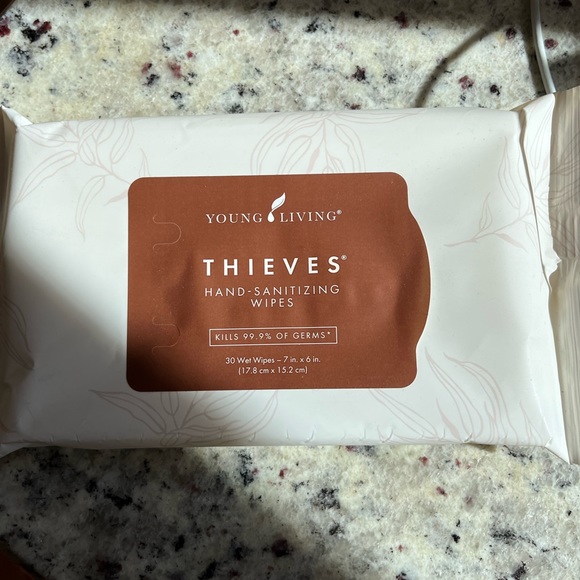 YOUNG LIVING®
THIEVES®
HAND-SANITIZING
WIPES
KILLS 99.9% OF GERMS*
30 Wet Wipes – 7 in. x 6 in.
(17.8 cm x 15.2 cm)